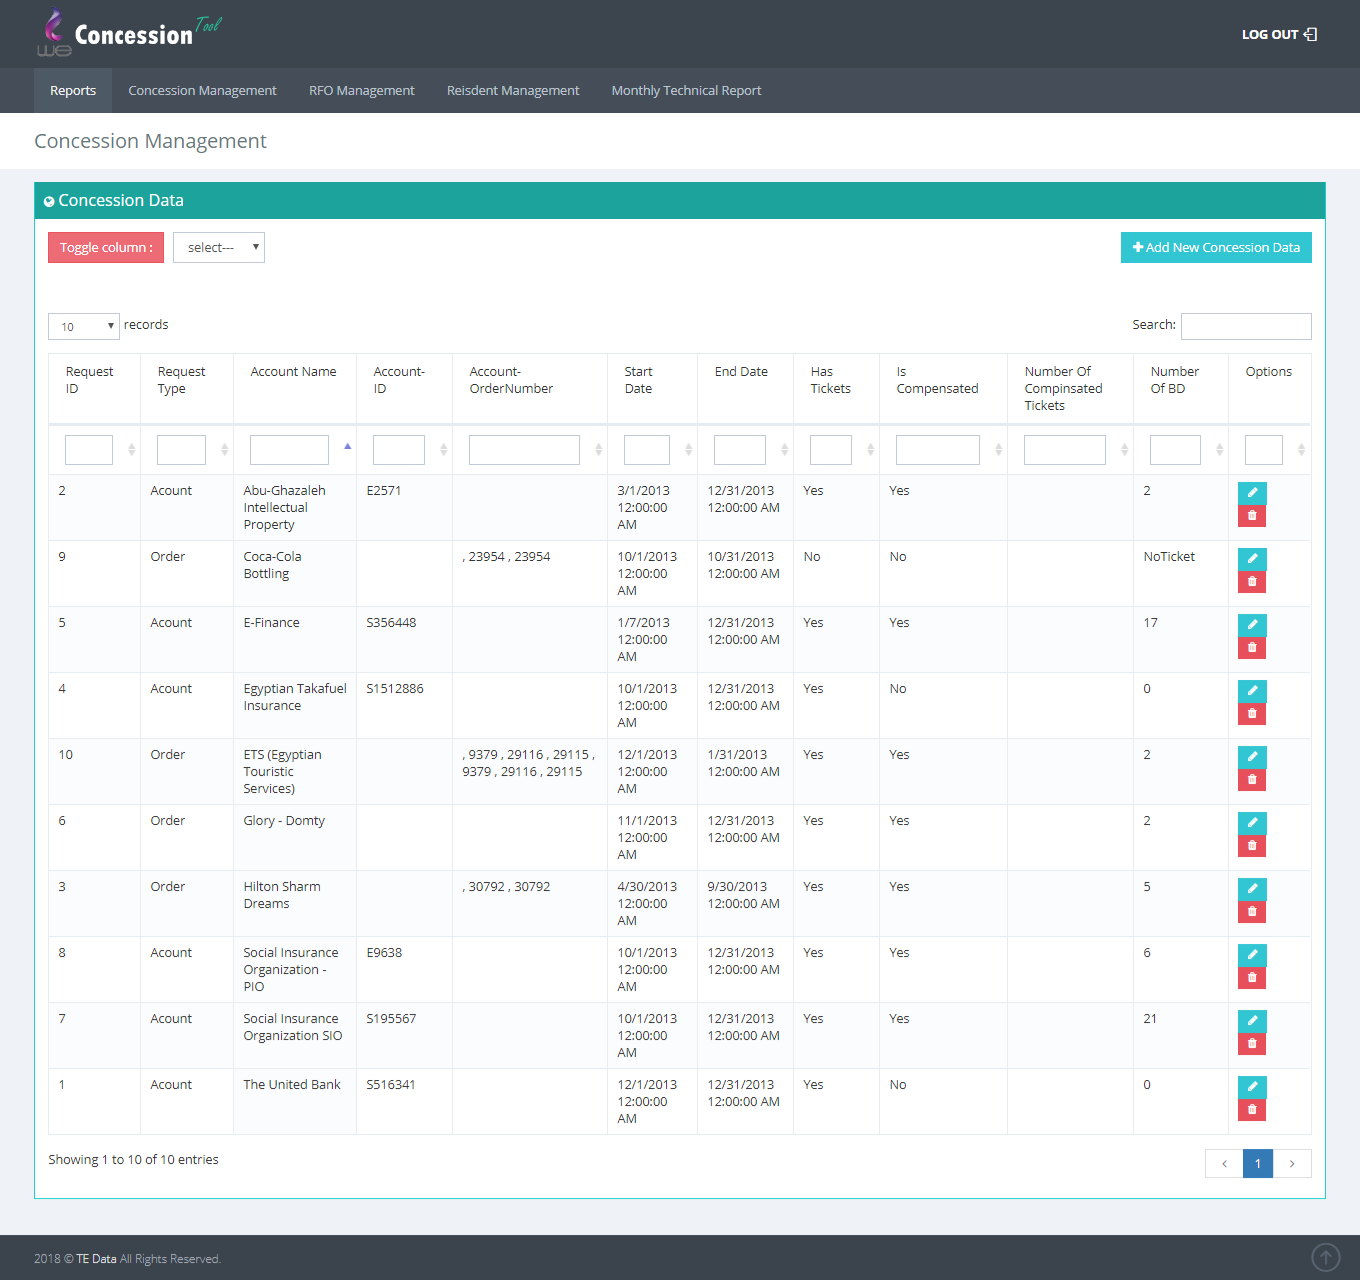 we Concession Tool
LOG OUT
Reports Concession Management RFO Management Reisdent Management Monthly Technical Report
Concession Management
Concession Data
Toggle column : select--- Add New Concession Data
10 records Search:
Request ID Request Type Account Name Account-ID Account-OrderNumber Start Date End Date Has Tickets Is Compensated Number Of Compinsated Tickets Number Of BD Options
2 Acount Abu-Ghazaleh Intellectual Property E2571 3/1/2013 12:00:00 AM 12/31/2013 12:00:00 AM Yes Yes 2
9 Order Coca-Cola Bottling , 23954 , 23954 10/1/2013 12:00:00 AM 10/31/2013 12:00:00 AM No No NoTicket
5 Acount E-Finance S356448 1/7/2013 12:00:00 AM 12/31/2013 12:00:00 AM Yes Yes 17
4 Acount Egyptian Takafuel Insurance S1512886 10/1/2013 12:00:00 AM 12/31/2013 12:00:00 AM Yes No 0
10 Order ETS (Egyptian Touristic Services) , 9379 , 29116 , 29115 , 9379 , 29116 , 29115 12/1/2013 12:00:00 AM 1/31/2013 12:00:00 AM Yes Yes 2
6 Order Glory - Domty 11/1/2013 12:00:00 AM 12/31/2013 12:00:00 AM Yes Yes 2
3 Order Hilton Sharm Dreams , 30792 , 30792 4/30/2013 12:00:00 AM 9/30/2013 12:00:00 AM Yes Yes 5
8 Acount Social Insurance Organization - PIO E9638 10/1/2013 12:00:00 AM 12/31/2013 12:00:00 AM Yes Yes 6
7 Acount Social Insurance Organization SIO S195567 10/1/2013 12:00:00 AM 12/31/2013 12:00:00 AM Yes Yes 21
1 Acount The United Bank S516341 12/1/2013 12:00:00 AM 12/31/2013 12:00:00 AM Yes No 0
Showing 1 to 10 of 10 entries < 1 >
2018 © TE Data All Rights Reserved.